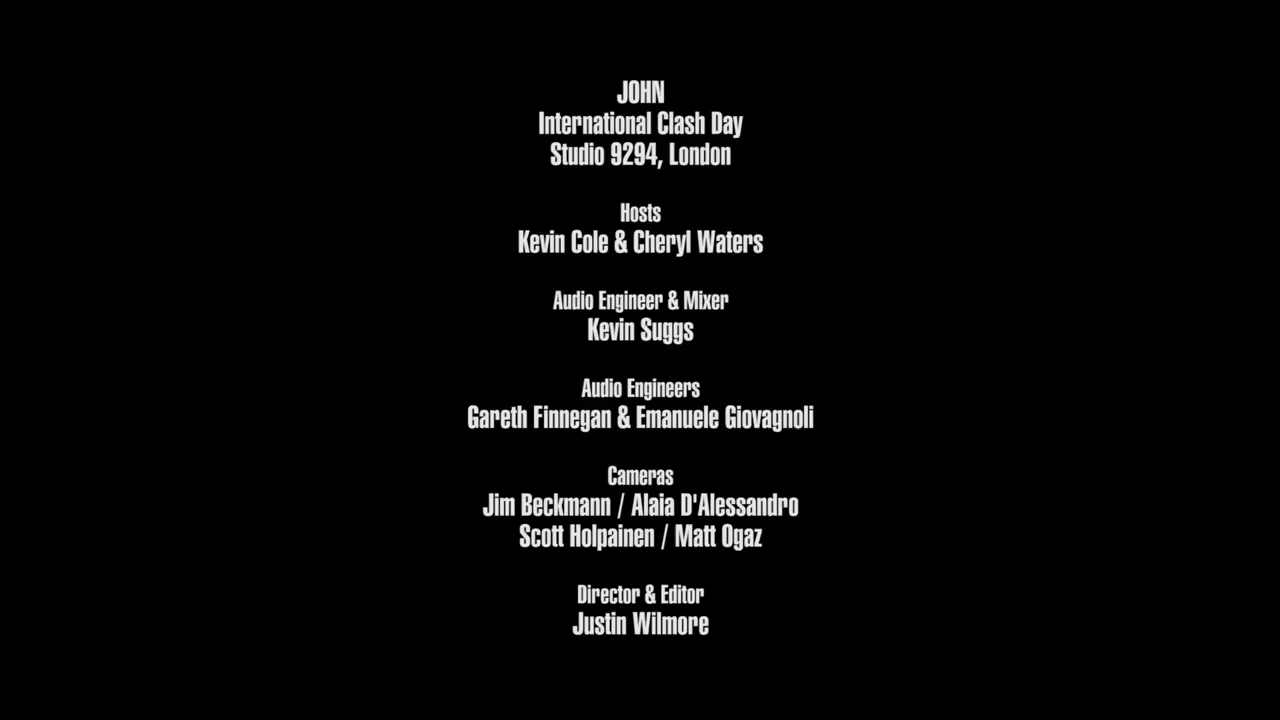 JOHN
International Clash Day
Studio 9294, London
Hosts
Kevin Cole & Cheryl Waters
Audio Engineer & Mixer
Kevin Suggs
Audio Engineers
Gareth Finnegan & Emanuele Giovagnoli
Cameras
Jim Beckmann / Alaia D'Alessandro
Scott Holpainen / Matt Ogaz
Director & Editor
Justin Wilmore